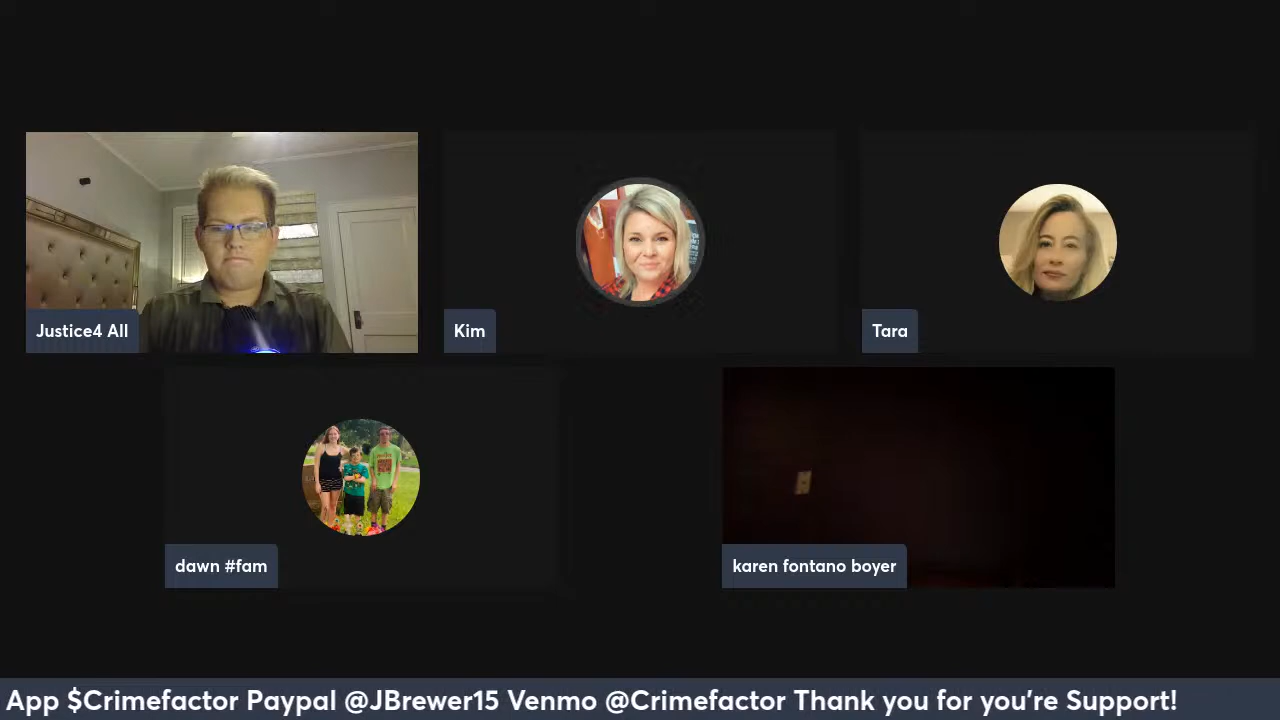 Justice4 All
Kim
Tara
dawn #fam
karen fontano boyer
App $Crimefactor Paypal @JBrewer15 Venmo @Crimefactor Thank you for you're Support!